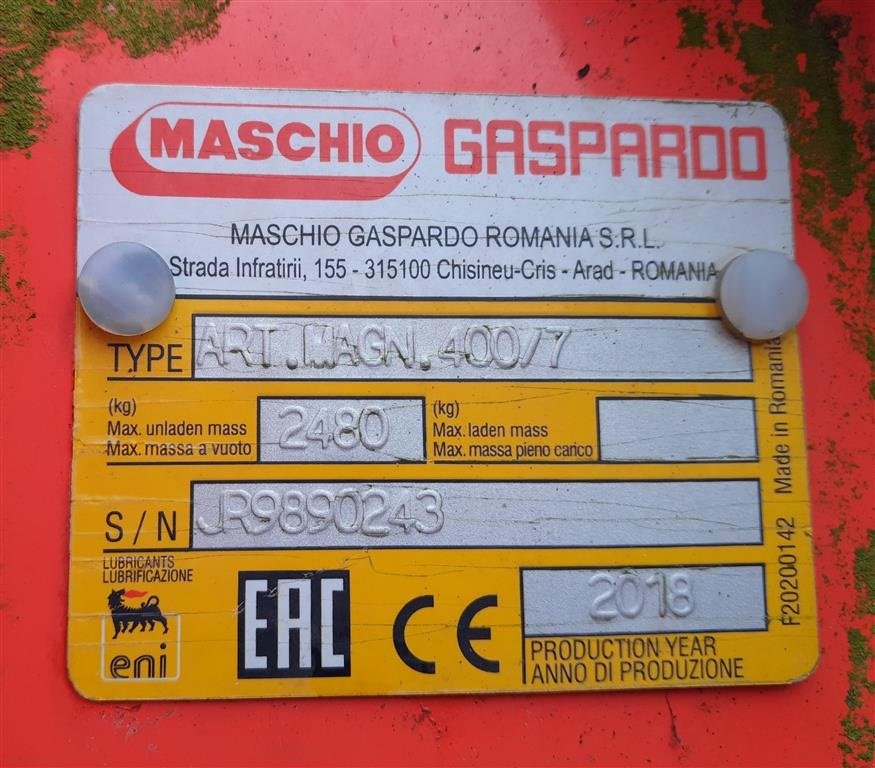 MASCHIO GASPARDO
MASCHIO GASPARDO ROMANIA S.R.L.
Strada Infratirii, 155 - 315100 Chisineu-Cris - Arad - ROMANIA
TYPE ART.MAGN.400/7
(kg)
Max. unladen mass
Max. massa a vuoto
2480
(kg)
Max. laden mass
Max. massa pieno carico
S/N JR9890243
LUBRICANTS
LUBRIFICAZIONE
eni
EAC
CE
2018
PRODUCTION YEAR
ANNO DI PRODUZIONE
F20200142 Made in Romania